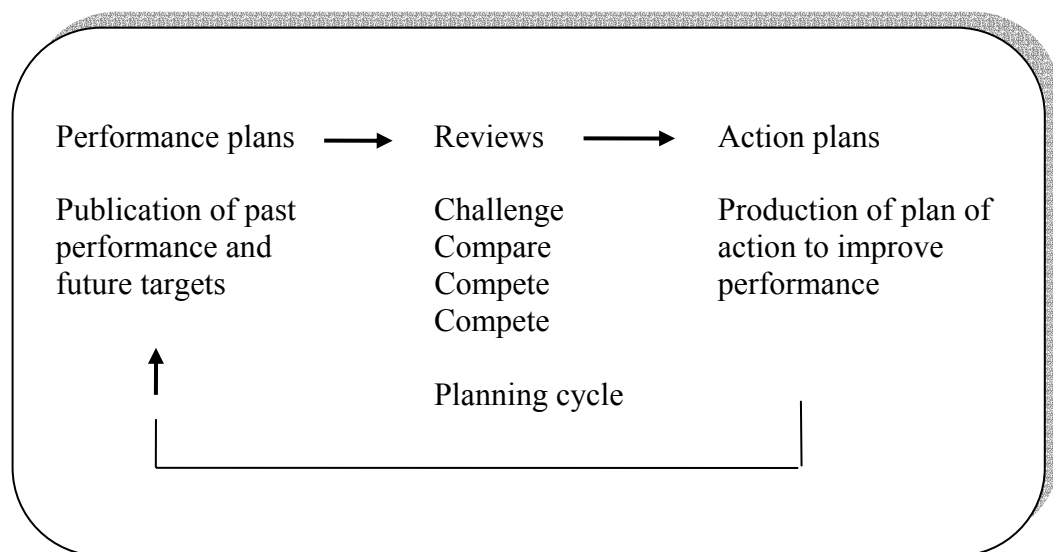 Performance plans
Publication of past
performance and
future targets
Reviews
Challenge
Compare
Compete
Compete
Planning cycle
Action plans
Production of plan of
action to improve
performance